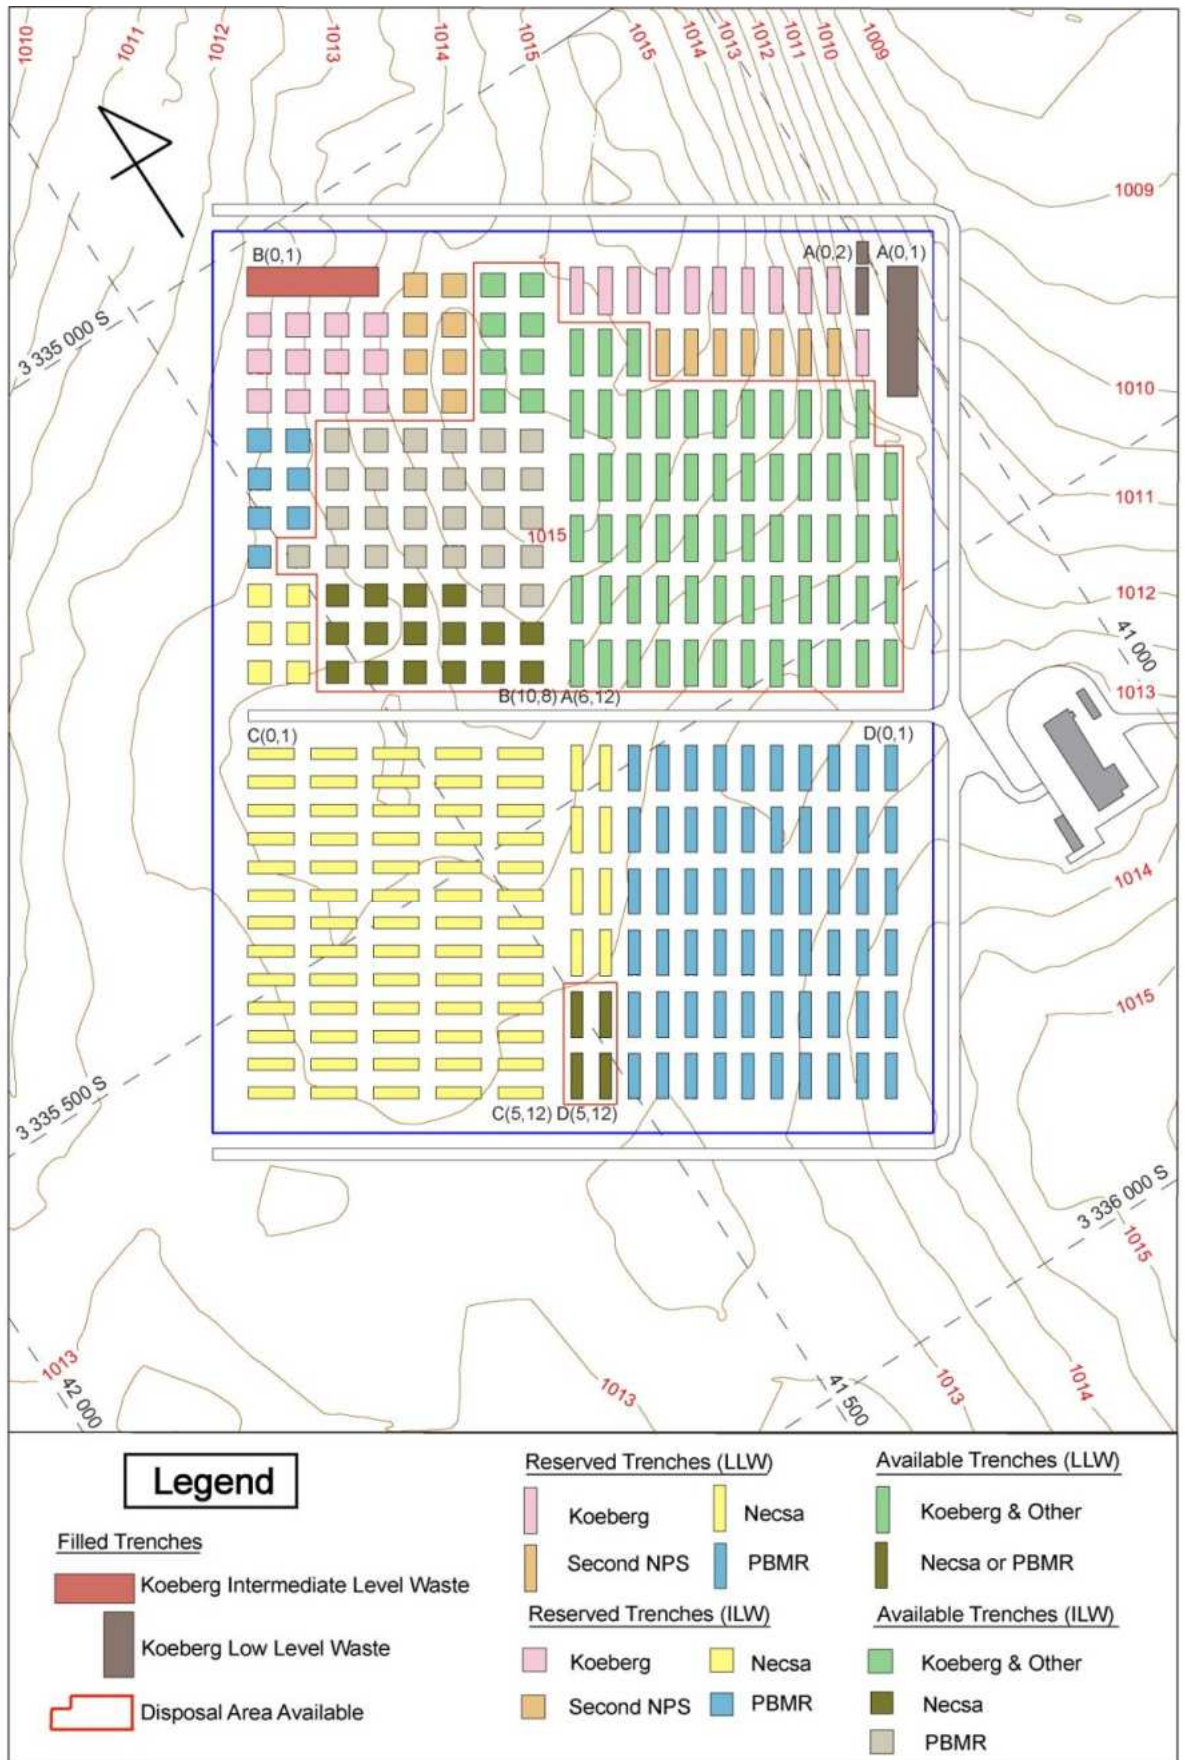 1010
1011
1012
1013
1014
1015
1015
1014
1013
1012
1011
1010
1009
1009
B(0,1)
A(0,2)
A(0,1)
3 335 000 S
1010
1011
1015
1012
41 000
1013
B(10,8) A(6,12)
C(0,1)
D(0,1)
1014
1015
3 335 500 S
C(5,12) D(5,12)
3 336 000 S
1015
1013
42 000
1013
41 500
1013
1014
Legend
Filled Trenches
Koeberg Intermediate Level Waste
Koeberg Low Level Waste
Disposal Area Available
Reserved Trenches (LLW)
Koeberg
Necsa
Second NPS
PBMR
Reserved Trenches (ILW)
Koeberg
Necsa
Second NPS
PBMR
Available Trenches (LLW)
Koeberg & Other
Necsa or PBMR
Available Trenches (ILW)
Koeberg & Other
Necsa
PBMR